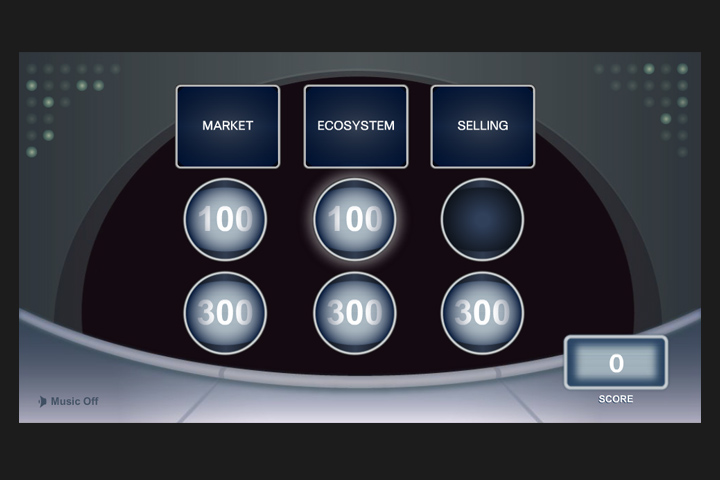 MARKET ECOSYSTEM SELLING
100 100
300 300 300
0
SCORE
Music Off